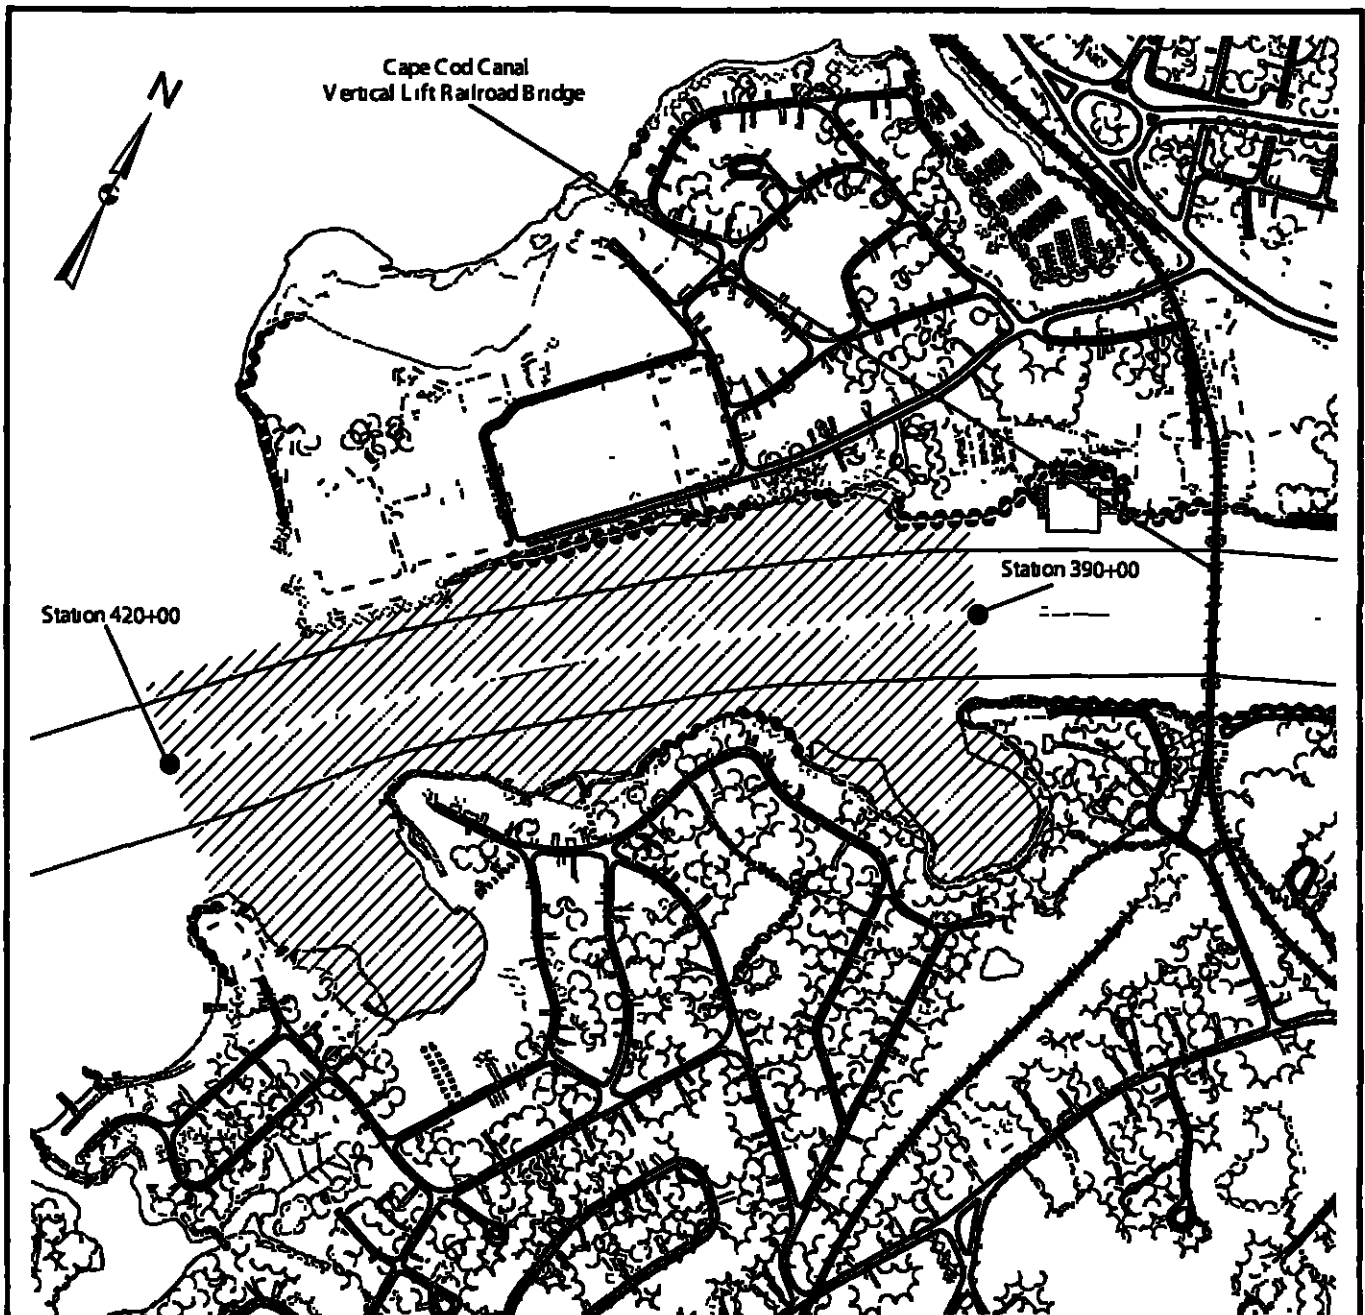 Cape Cod Canal
Vertical Lift Railroad Bridge
N
Station 390+00
Station 420+00